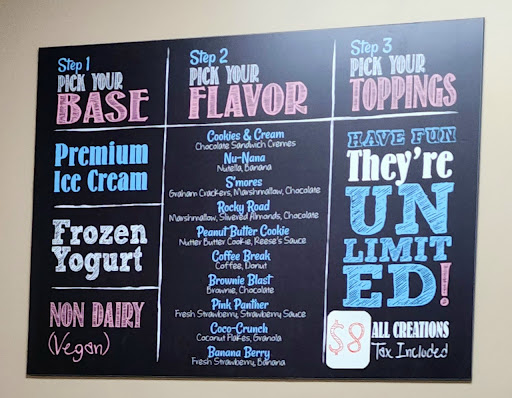 Step 1
PICK YOUR
BASE
Premium
Ice Cream
Frozen
Yogurt
NON DAIRY
(Vegan)
Step 2
PICK YOUR
FLAVOR
Cookies & Cream
Chocolate Sandwich Cremes
Nu-Nana
Nutella, Banana
S'mores
Graham Crackers, Marshmallow, Chocolate
Rocky Road
Marshmallow, Slivered Almonds, Chocolate
Peanut Butter Cookie
Nutter Butter Cookie, Reese's Sauce
Coffee Break
Coffee, Donut
Brownie Blast
Brownie, Chocolate
Pink Panther
Fresh Strawberry, Strawberry Sauce
Coco-Crunch
Coconut Flakes, Granola
Banana Berry
Fresh Strawberry, Banana
Step 3
PICK YOUR
TOPPINGS
HAVE FUN
They're
UN
LIMIT
ED!
$8
ALL CREATIONS
Tax Included